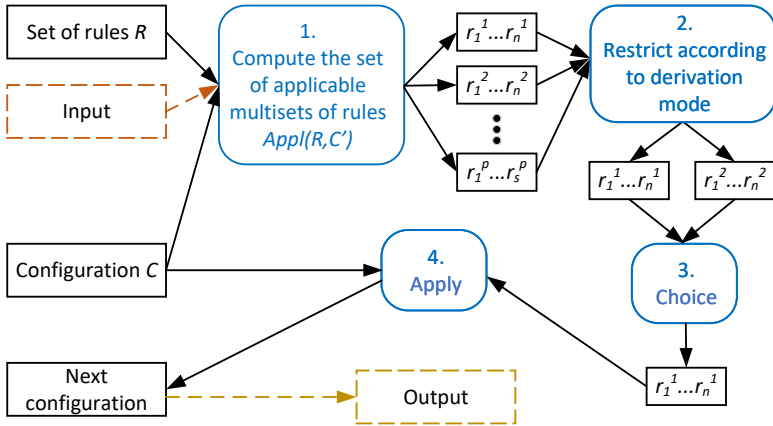 Set of rules R
Input
Configuration C
Next
configuration
1.
Compute the set
of applicable
multisets of rules
Appl(R,C’)
r₁¹...rₙ¹
r₁²...rₙ²
r₁ᵖ...rₛᵖ
2.
Restrict according
to derivation
mode
r₁¹...rₙ¹
r₁²...rₙ²
3.
Choice
r₁¹...rₙ¹
4.
Apply
Output